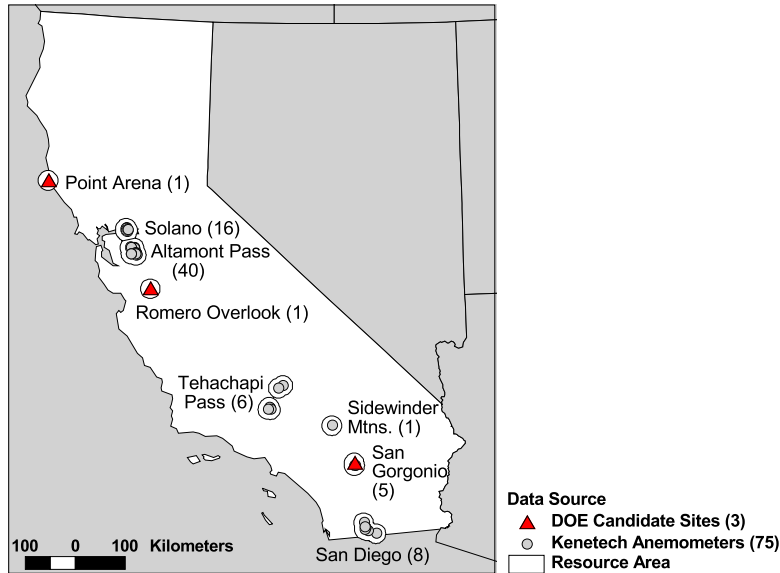 Point Arena (1)
Solano (16)
Altamont Pass
(40)
Romero Overlook (1)
Tehachapi
Pass (6)
Sidewinder
Mtns. (1)
San
Gorgonio
(5)
San Diego (8)
100 0 100 Kilometers
Data Source
DOE Candidate Sites (3)
Kenetech Anemometers (75)
Resource Area